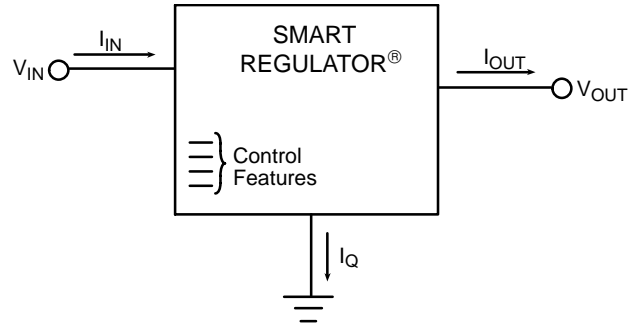 SMART
REGULATOR®
I_IN
V_IN
I_OUT
V_OUT
Control
Features
I_Q